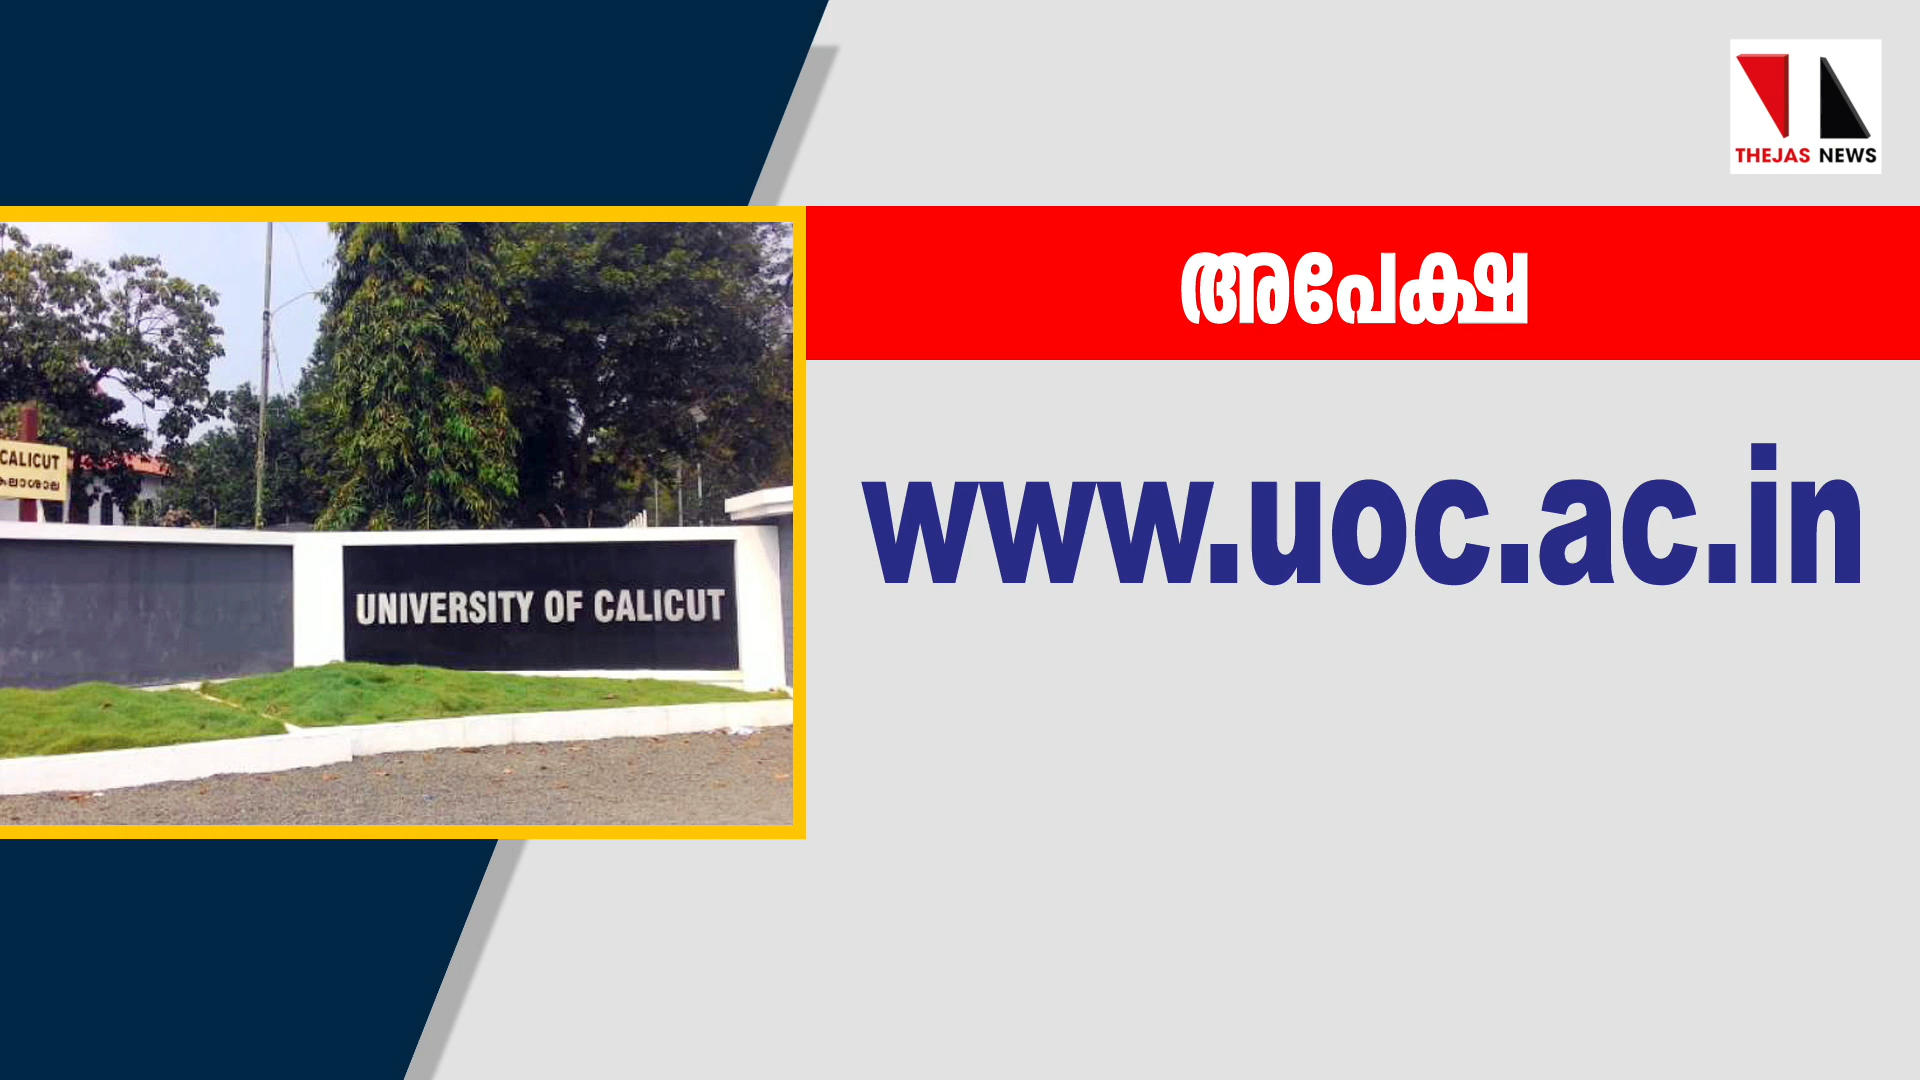 THEJAS NEWS
അപേക്ഷ
www.uoc.ac.in
CALICUT
UNIVERSITY OF CALICUT